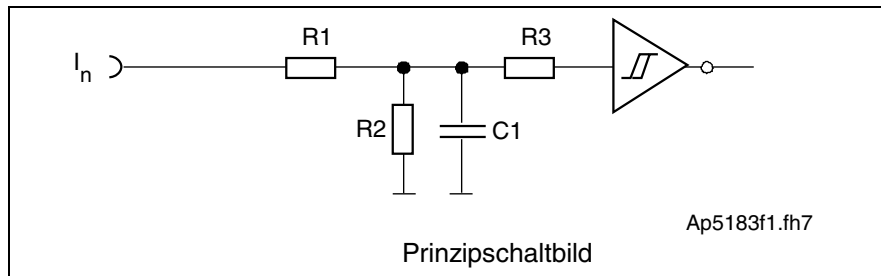 R1
R3
Iₙ
R2
C1
Ap5183f1.fh7
Prinzipschaltbild